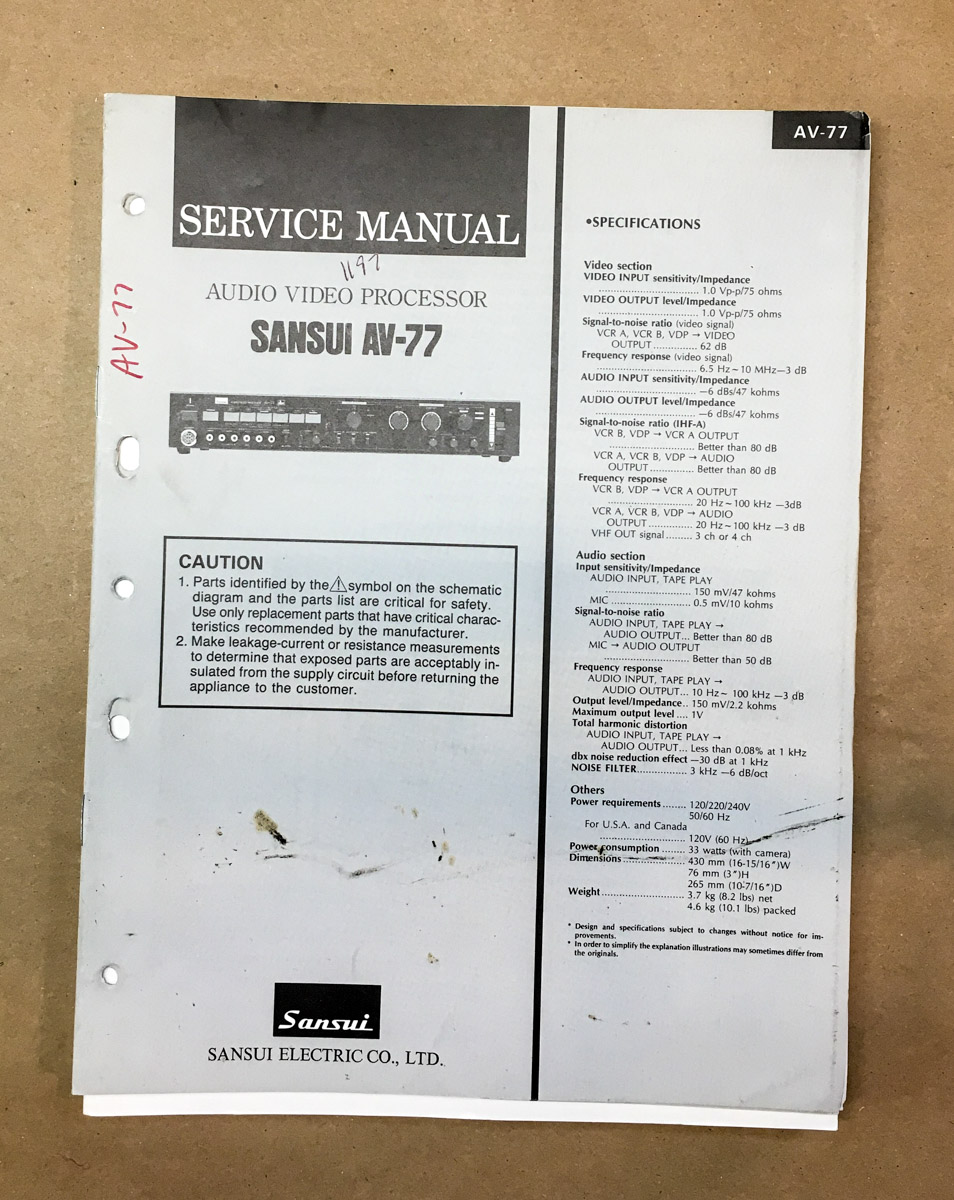 AV-77
SERVICE MANUAL
1197
AUDIO VIDEO PROCESSOR
SANSUI AV-77
AV-77
CAUTION
1. Parts identified by the ⚠ symbol on the schematic
diagram and the parts list are critical for safety.
Use only replacement parts that have critical charac-
teristics recommended by the manufacturer.
2. Make leakage-current or resistance measurements
to determine that exposed parts are acceptably in-
sulated from the supply circuit before returning the
appliance to the customer.
Sansui
SANSUI ELECTRIC CO., LTD.
•SPECIFICATIONS
Video section
VIDEO INPUT sensitivity/Impedance
.............................. 1.0 Vp-p/75 ohms
VIDEO OUTPUT level/Impedance
.............................. 1.0 Vp-p/75 ohms
Signal-to-noise ratio (video signal)
VCR A, VCR B, VDP → VIDEO
OUTPUT ............. 62 dB
Frequency response (video signal)
.............................. 6.5 Hz ~ 10 MHz —3 dB
AUDIO INPUT sensitivity/Impedance
.............................. —6 dBs/47 kohms
AUDIO OUTPUT level/Impedance
.............................. —6 dBs/47 kohms
Signal-to-noise ratio (IHF-A)
VCR B, VDP → VCR A OUTPUT
......................... Better than 80 dB
VCR A, VCR B, VDP → AUDIO
OUTPUT ............. Better than 80 dB
Frequency response
VCR B, VDP → VCR A OUTPUT
......................... 20 Hz ~ 100 kHz —3dB
VCR A, VCR B, VDP → AUDIO
OUTPUT ............. 20 Hz ~ 100 kHz —3 dB
VHF OUT signal ......... 3 ch or 4 ch
Audio section
Input sensitivity/Impedance
AUDIO INPUT, TAPE PLAY
......................... 150 mV/47 kohms
MIC ........................ 0.5 mV/10 kohms
Signal-to-noise ratio
AUDIO INPUT, TAPE PLAY →
AUDIO OUTPUT... Better than 80 dB
MIC → AUDIO OUTPUT
......................... Better than 50 dB
Frequency response
AUDIO INPUT, TAPE PLAY →
AUDIO OUTPUT... 10 Hz ~ 100 kHz —3 dB
Output level/Impedance.. 150 mV/2.2 kohms
Maximum output level .... 1V
Total harmonic distortion
AUDIO INPUT, TAPE PLAY →
AUDIO OUTPUT... Less than 0.08% at 1 kHz
dbx noise reduction effect —30 dB at 1 kHz
NOISE FILTER................ 3 kHz —6 dB/oct
Others
Power requirements ........ 120/220/240V
50/60 Hz
For U.S.A. and Canada
......................... 120V (60 Hz)
Power consumption ........ 33 watts (with camera)
Dimensions .................. 430 mm (16-15/16")W
76 mm (3")H
265 mm (10-7/16")D
Weight ......................... 3.7 kg (8.2 lbs) net
4.6 kg (10.1 lbs) packed
* Design and specifications subject to changes without notice for im-
provements.
* In order to simplify the explanation illustrations may sometimes differ from
the originals.